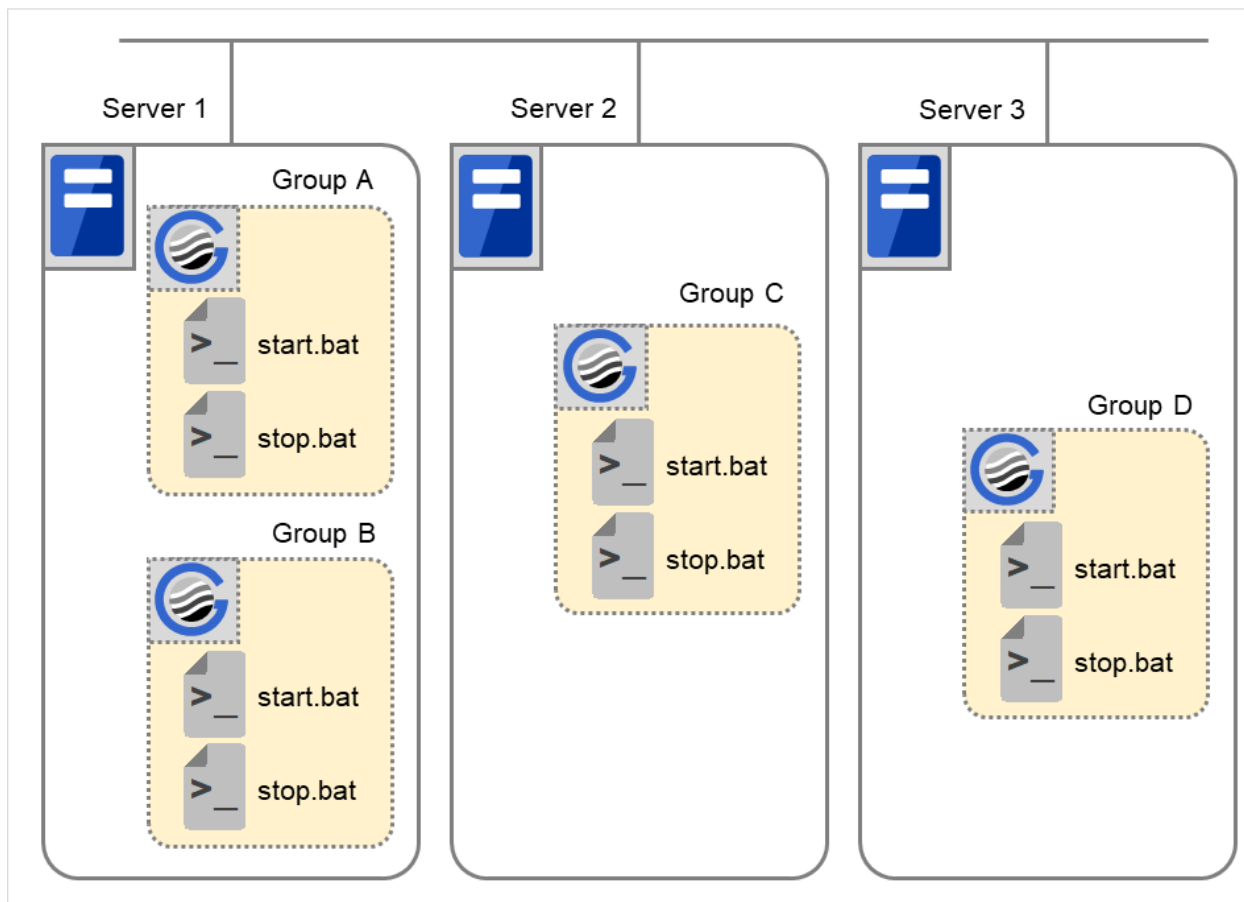 Server 1
Server 2
Server 3
Group A
start.bat
stop.bat
Group B
start.bat
stop.bat
Group C
start.bat
stop.bat
Group D
start.bat
stop.bat